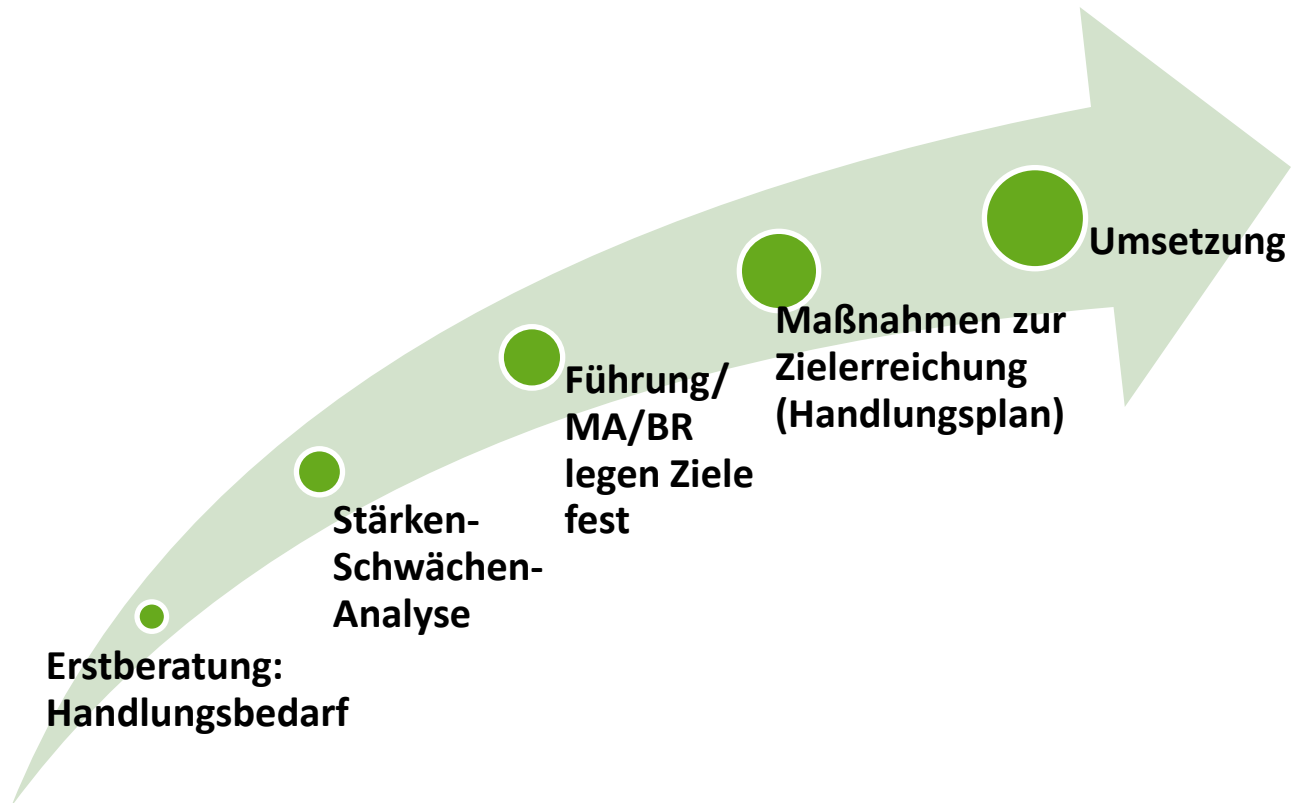 Erstberatung:
Handlungsbedarf
Stärken-
Schwächen-
Analyse
Führung/
MA/BR
legen Ziele
fest
Maßnahmen zur
Zielerreichung
(Handlungsplan)
Umsetzung